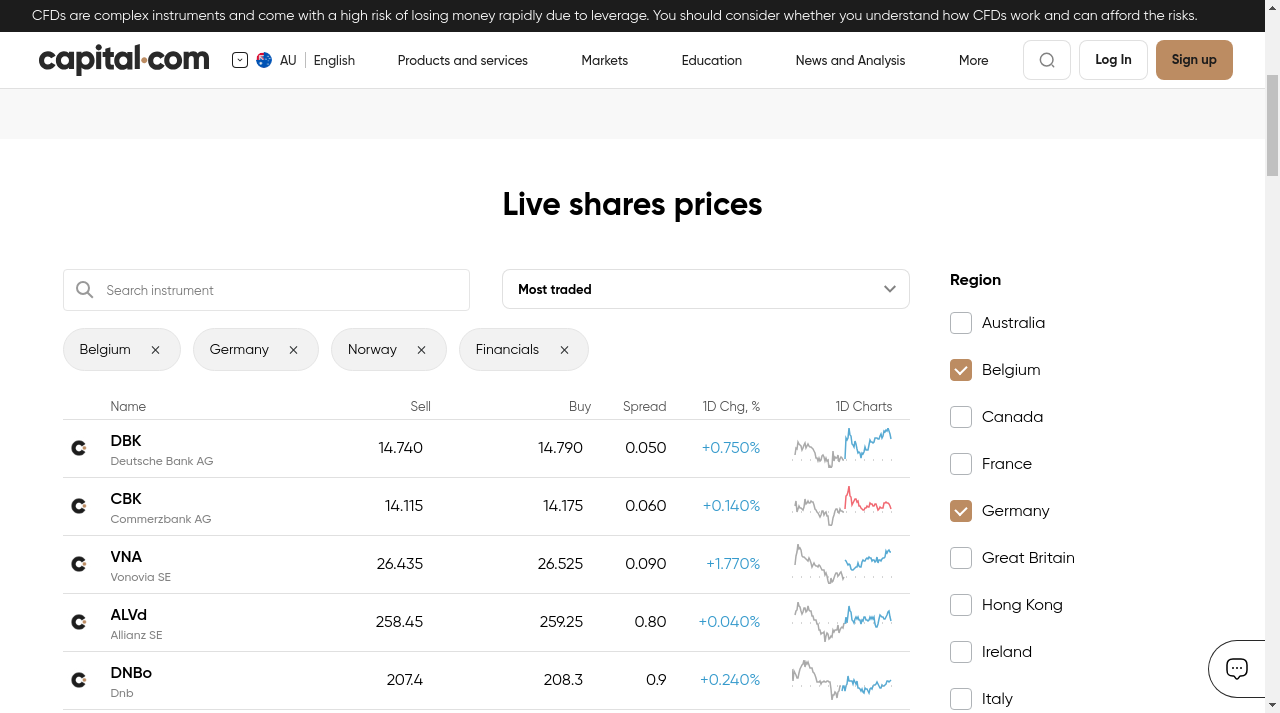 CFDs are complex instruments and come with a high risk of losing money rapidly due to leverage. You should consider whether you understand how CFDs work and can afford the risks.
capital.com AU English Products and services Markets Education News and Analysis More Log In Sign up
Live shares prices
Search instrument
Most traded
Belgium × Germany × Norway × Financials ×
Name Sell Buy Spread 1D Chg, % 1D Charts
DBK 14.740 14.790 0.050 +0.750%
Deutsche Bank AG
CBK 14.115 14.175 0.060 +0.140%
Commerzbank AG
VNA 26.435 26.525 0.090 +1.770%
Vonovia SE
ALVd 258.45 259.25 0.80 +0.040%
Allianz SE
DNBo 207.4 208.3 0.9 +0.240%
Dnb
Region
Australia
Belgium
Canada
France
Germany
Great Britain
Hong Kong
Ireland
Italy